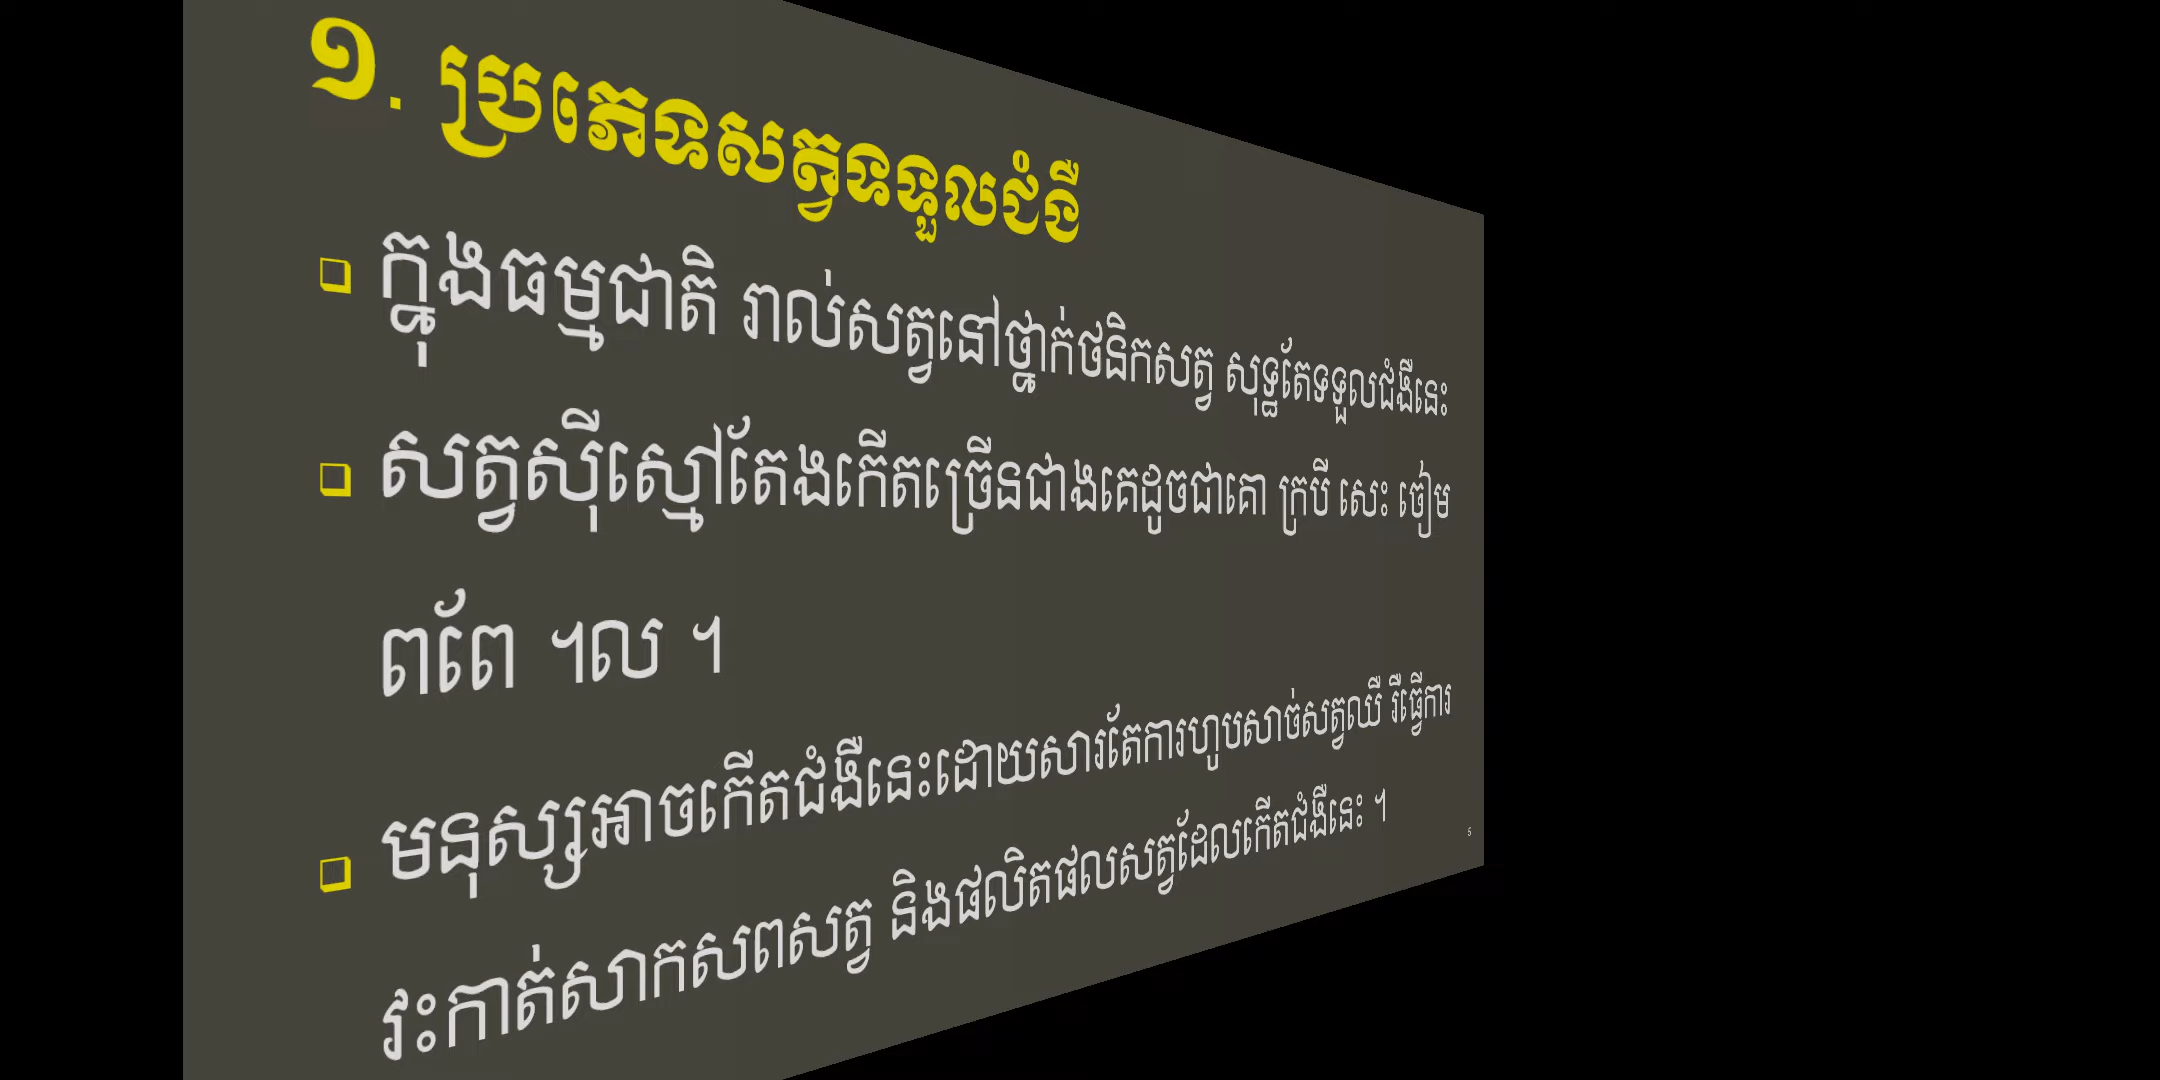 ១. ប្រភេទសត្វទទួលជំនឺ
❑ ក្នុងធម្មជាតិ រាល់សត្វនៅថ្នាក់ថនិកសត្វ សុទ្ឋតែទទួលជំងឺនេះ
❑ សត្វស៊ីស្មៅតែងកើតច្រើនជាងគេដូចជាគោ ក្របី សេះ ចៀម
ពពែ ។ល ។
❑ មនុស្សអាចកើតជំងឺនេះដោយសារតែការហូបសាច់សត្វឈឺ រឺធ្វើការ
វះកាត់សាកសពសត្វ និងផលិតផលសត្វដែលកើតជំងឺនេះ ។
5